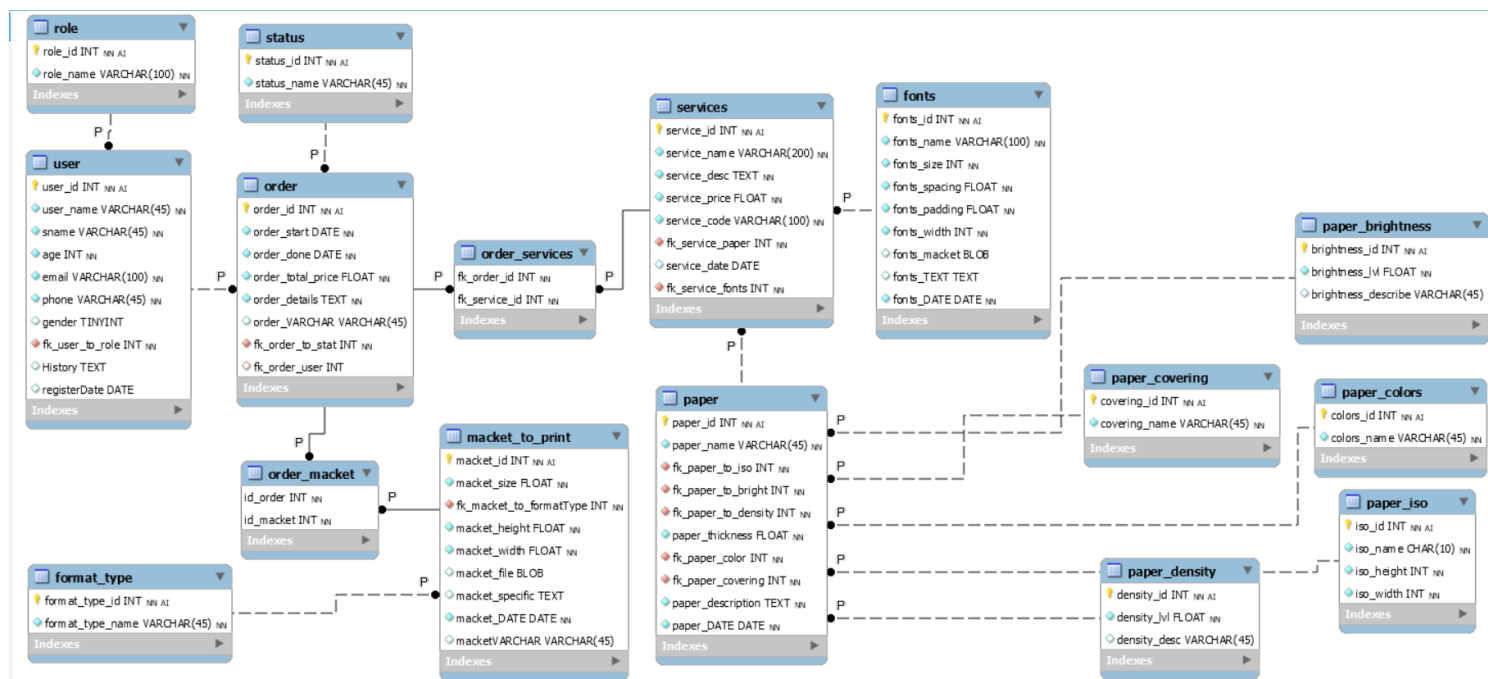 role
role_id INT NN AI
role_name VARCHAR(100) NN
Indexes
status
status_id INT NN AI
status_name VARCHAR(45) NN
Indexes
P
P
user
user_id INT NN AI
user_name VARCHAR(45) NN
sname VARCHAR(45) NN
age INT NN
email VARCHAR(100) NN
phone VARCHAR(45) NN
gender TINYINT
fk_user_to_role INT NN
History TEXT
registerDate DATE
Indexes
P
order
order_id INT NN AI
order_start DATE NN
order_done DATE NN
order_total_price FLOAT NN
order_details TEXT NN
order_VARCHAR VARCHAR(45)
fk_order_to_stat INT NN
fk_order_user INT
Indexes
P
order_services
fk_order_id INT NN
fk_service_id INT NN
Indexes
P
services
service_id INT NN AI
service_name VARCHAR(200) NN
service_desc TEXT NN
service_price FLOAT NN
service_code VARCHAR(100) NN
fk_service_paper INT NN
service_date DATE
fk_service_fonts INT NN
Indexes
P
fonts
fonts_id INT NN AI
fonts_name VARCHAR(100) NN
fonts_size INT NN
fonts_spacing FLOAT NN
fonts_padding FLOAT NN
fonts_width INT NN
fonts_macket BLOB
fonts_TEXT TEXT
fonts_DATE DATE NN
Indexes
paper_brightness
brightness_id INT NN AI
brightness_lvl FLOAT NN
brightness_describe VARCHAR(45)
Indexes
P
P
order_macket
id_order INT NN
id_macket INT NN
Indexes
P
macket_to_print
macket_id INT NN AI
macket_size FLOAT NN
fk_macket_to_formatType INT NN
macket_height FLOAT NN
macket_width FLOAT NN
macket_file BLOB
macket_specific TEXT
macket_DATE DATE NN
macketVARCHAR VARCHAR(45)
Indexes
P
format_type
format_type_id INT NN AI
format_type_name VARCHAR(45) NN
Indexes
paper
paper_id INT NN AI
paper_name VARCHAR(45) NN
fk_paper_to_iso INT NN
fk_paper_to_bright INT NN
fk_paper_to_density INT NN
paper_thickness FLOAT NN
fk_paper_color INT NN
fk_paper_covering INT NN
paper_description TEXT NN
paper_DATE DATE NN
Indexes
P
P
P
P
P
paper_covering
covering_id INT NN AI
covering_name VARCHAR(45) NN
Indexes
paper_colors
colors_id INT NN AI
colors_name VARCHAR(45) NN
Indexes
paper_iso
iso_id INT NN AI
iso_name CHAR(10) NN
iso_height INT NN
iso_width INT NN
Indexes
paper_density
density_id INT NN AI
density_lvl FLOAT NN
density_desc VARCHAR(45)
Indexes